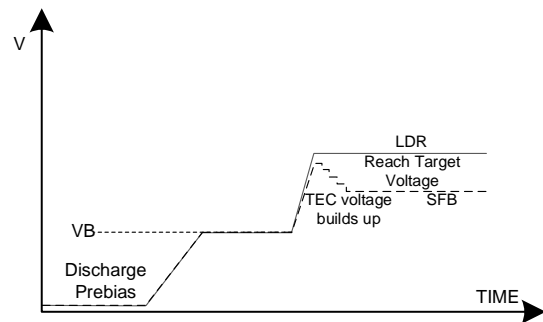 V
LDR
Reach Target
Voltage
TEC voltage
builds up
SFB
VB
Discharge
Prebias
TIME